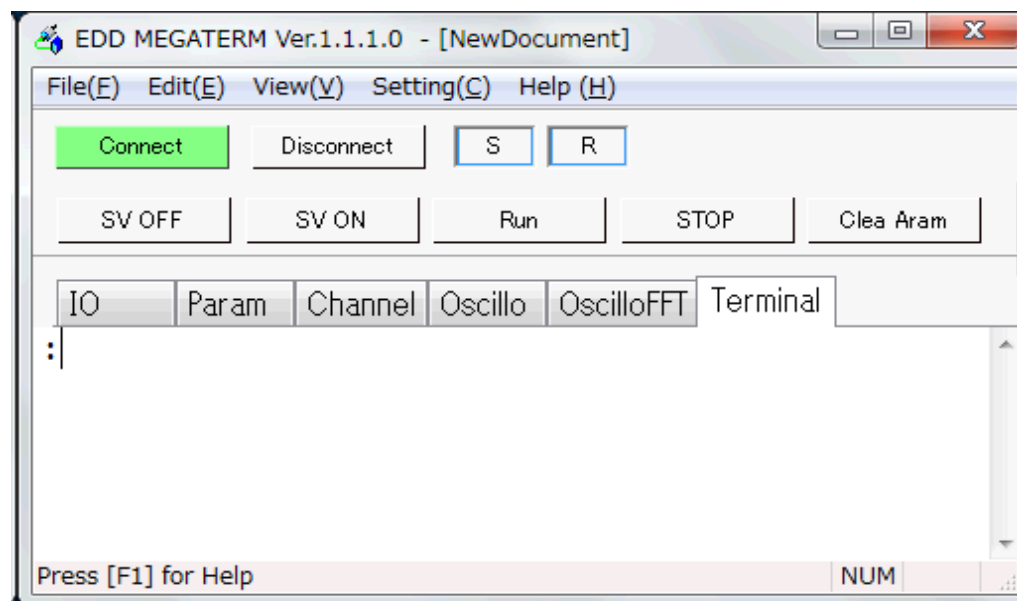 EDD MEGATERM Ver.1.1.1.0 - [NewDocument]
File(F) Edit(E) View(V) Setting(C) Help (H)
Connect Disconnect S R
SV OFF SV ON Run STOP Clea Aram
IO Param Channel Oscillo OscilloFFT Terminal
:
Press [F1] for Help NUM